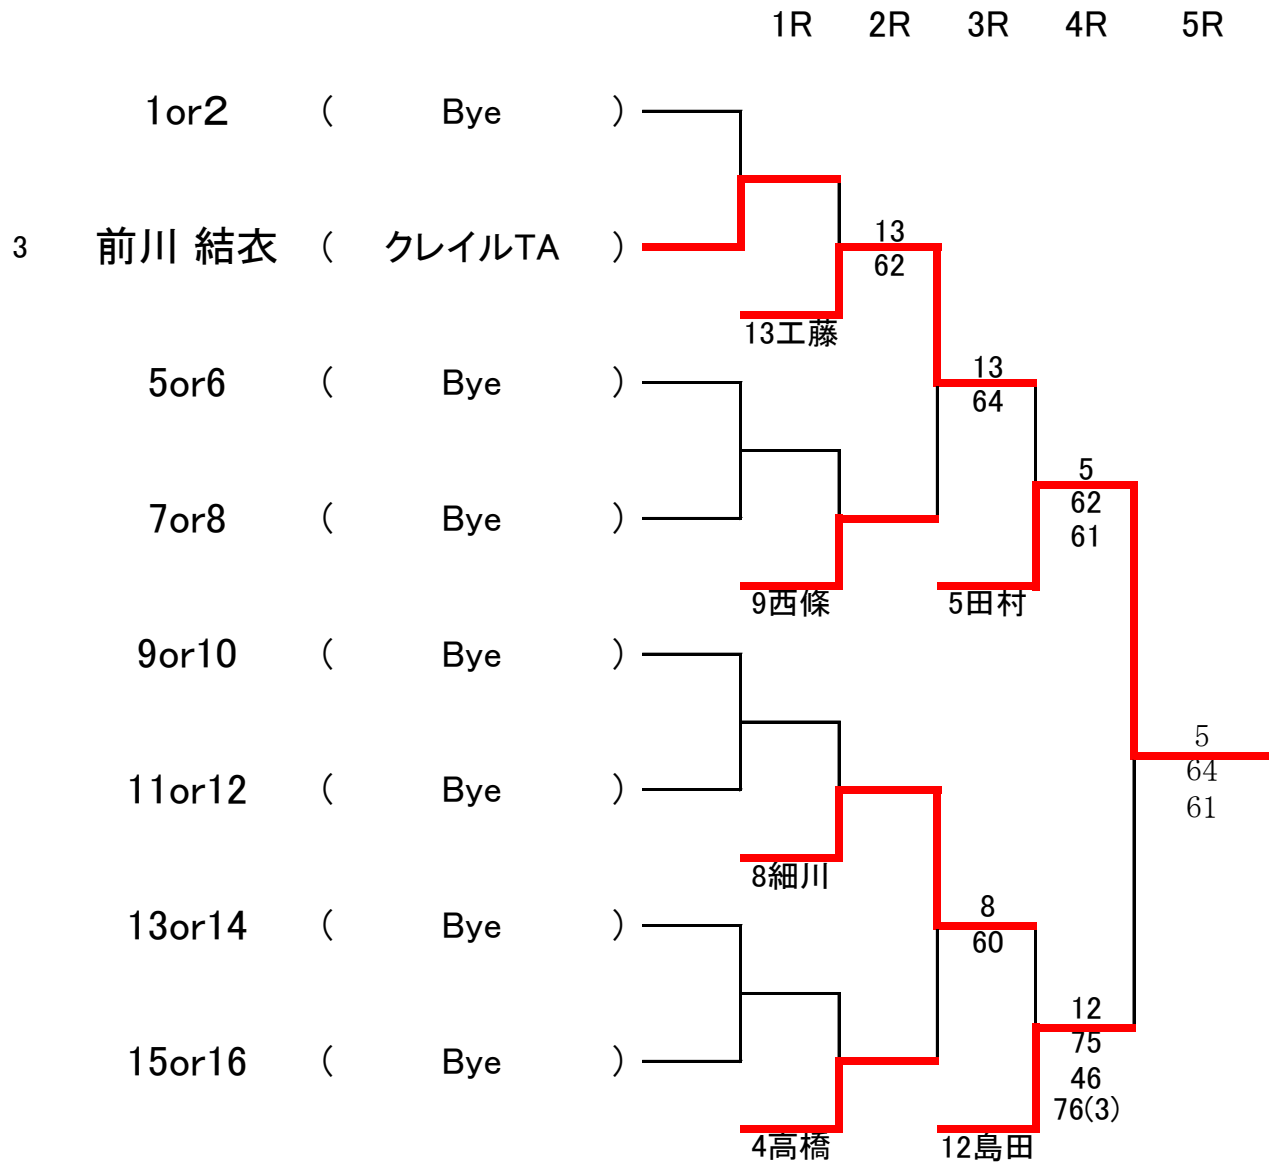 1R 2R 3R 4R 5R
1or2 ( Bye )
3 前川 結衣 ( クレイルTA )
13
62
13工藤
5or6 ( Bye )
13
64
5
62
61
7or8 ( Bye )
9西條 5田村
9or10 ( Bye )
5
64
61
11or12 ( Bye )
8細川
13or14 ( Bye )
8
60
12
75
46
76(3)
15or16 ( Bye )
4高橋 12島田